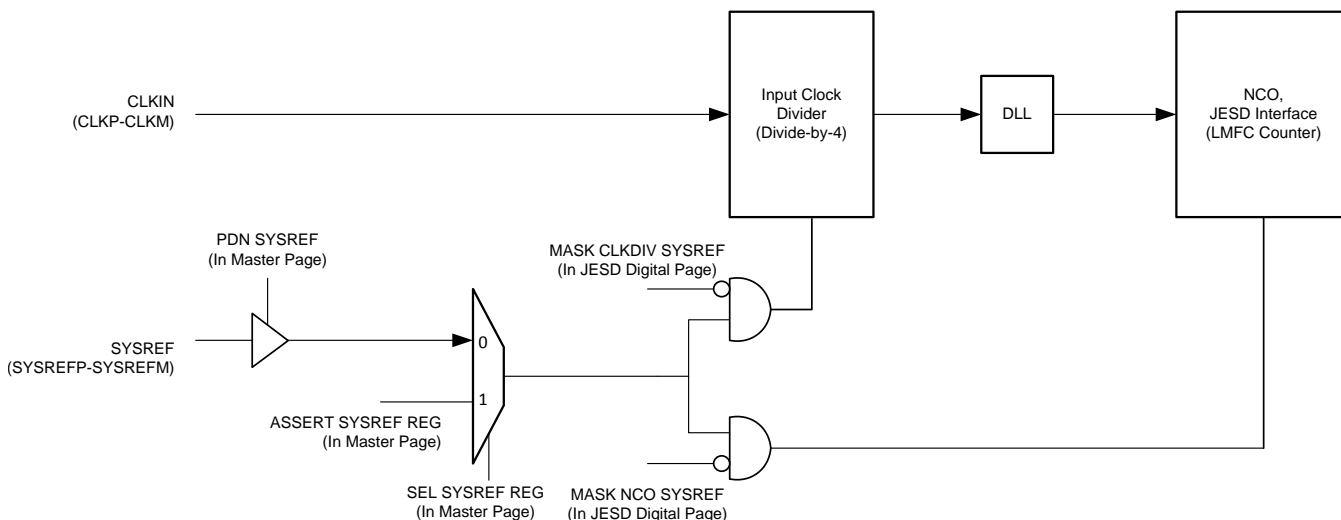 CLKIN
(CLKP-CLKM)
Input Clock
Divider
(Divide-by-4)
DLL
NCO,
JESD Interface
(LMFC Counter)
PDN SYSREF
(In Master Page)
MASK CLKDIV SYSREF
(In JESD Digital Page)
SYSREF
(SYSREFP-SYSREFM)
0
1
ASSERT SYSREF REG
(In Master Page)
SEL SYSREF REG
(In Master Page)
MASK NCO SYSREF
(In JESD Digital Page)